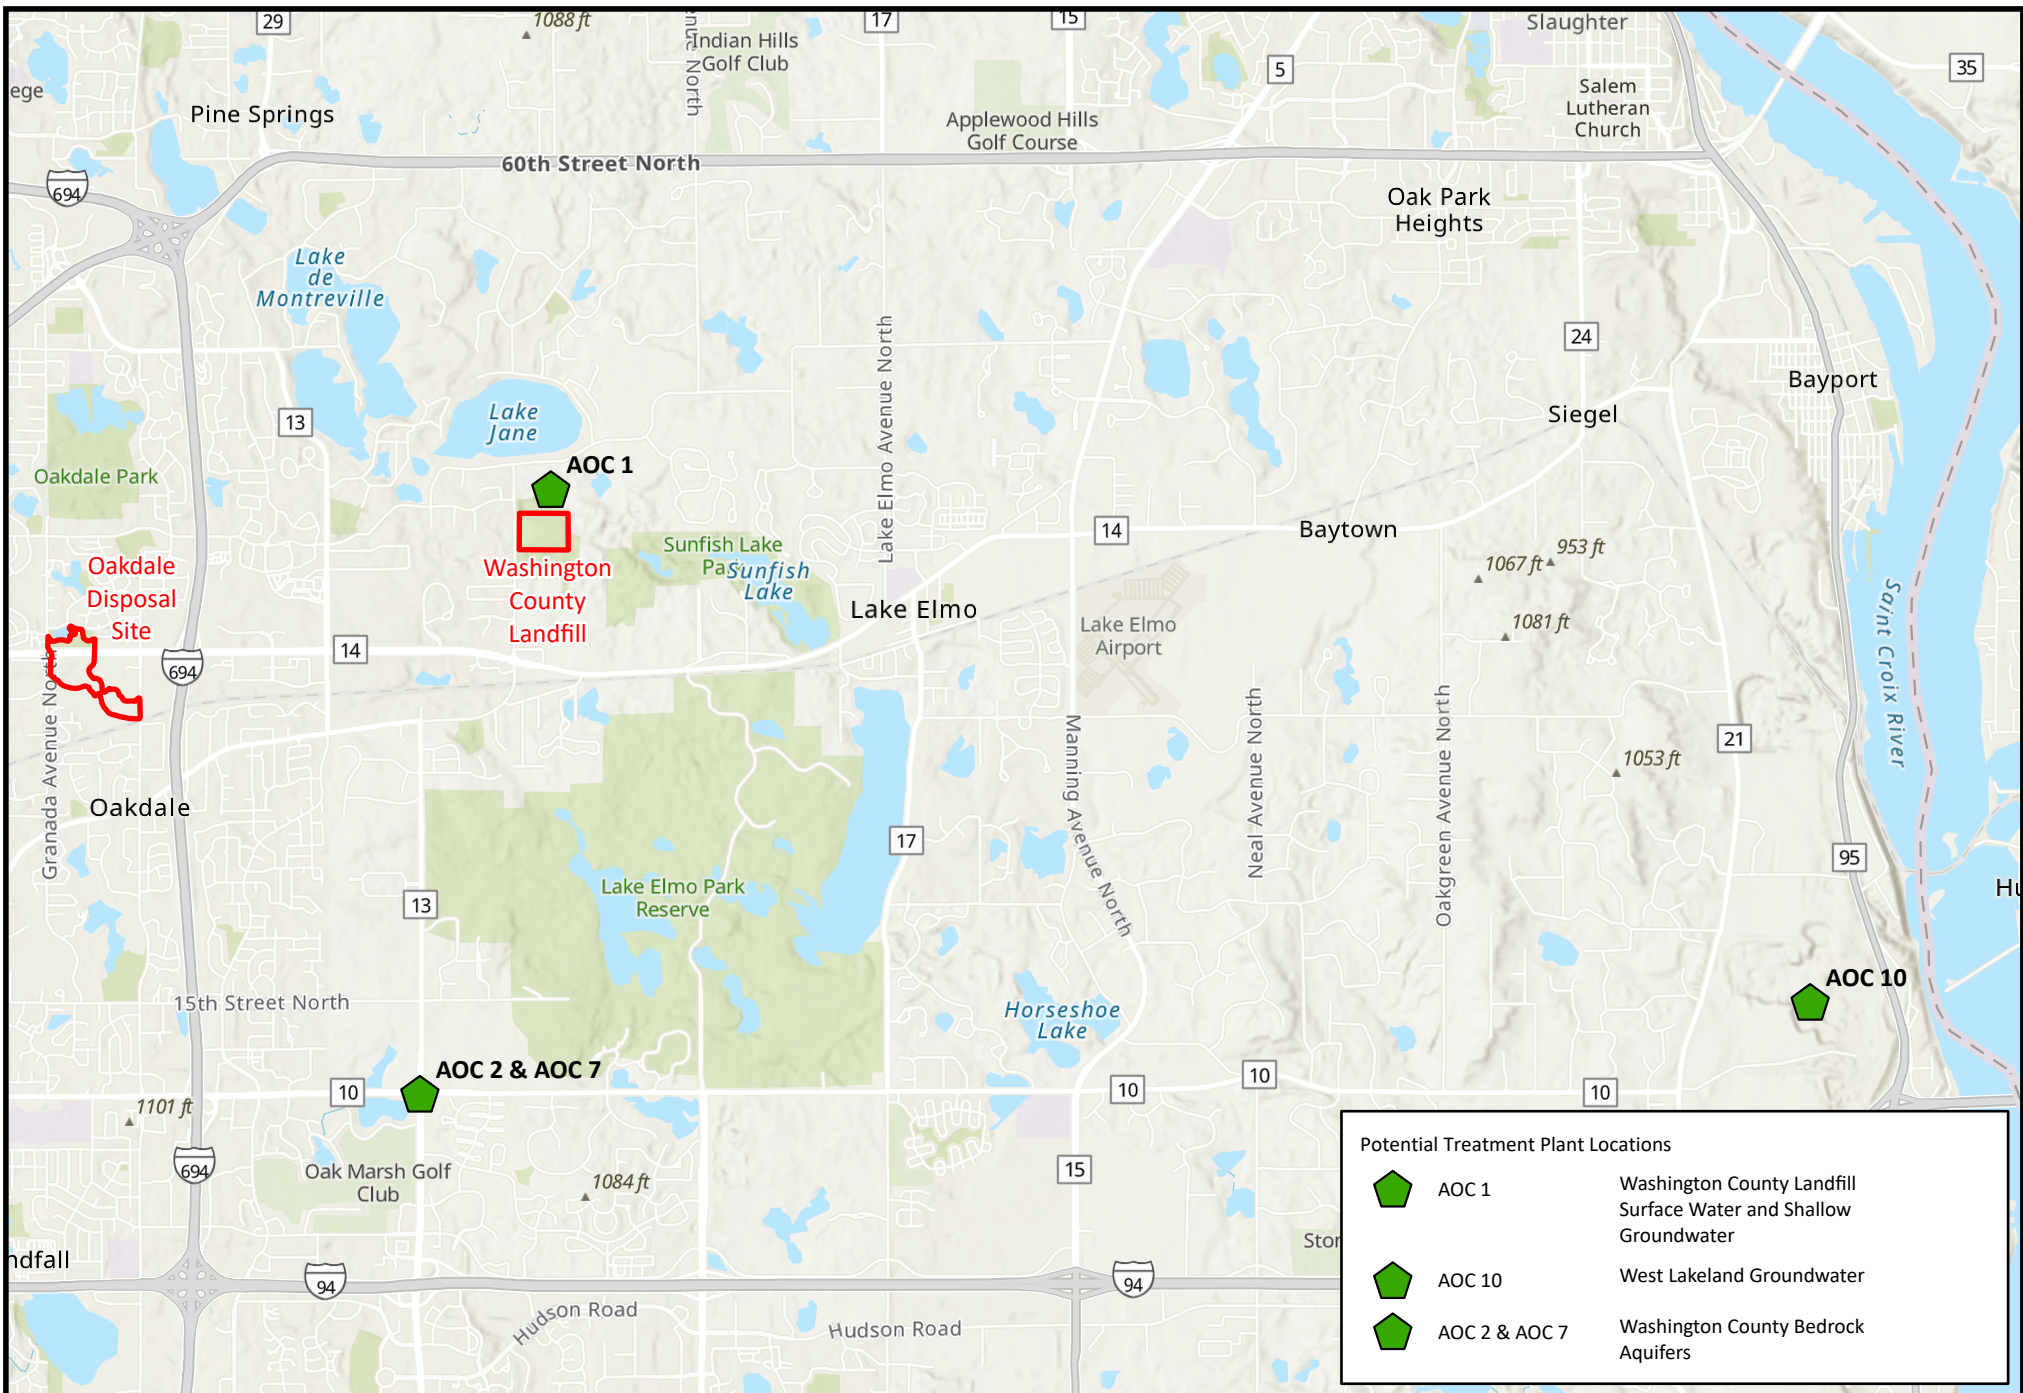 29
1088 ft
17
15
Slaughter
Indian Hills
Golf Club
nue North
5
35
ege
Pine Springs
Salem
Lutheran
Church
Applewood Hills
Golf Course
60th Street North
694
Oak Park
Heights
Lake
de
Montreville
Lake Elmo Avenue North
24
Bayport
Lake
Jane
13
Siegel
Oakdale Park
AOC 1
14
Baytown
Sunfish Lake
Pa
Sunfish
Lake
1067 ft
953 ft
Oakdale
Disposal
Site
Washington
County
Landfill
Lake Elmo
Lake Elmo
Airport
1081 ft
Saint Croix River
14
694
Granada Avenue North
Manning Avenue North
Neal Avenue North
Oakgreen Avenue North
21
1053 ft
Oakdale
17
95
Lake Elmo Park
Reserve
13
Hu
AOC 10
15th Street North
Horseshoe
Lake
AOC 2 & AOC 7
10
10
10
10
1101 ft
694
Oak Marsh Golf
Club
1084 ft
15
Stor
ndfall
94
94
Hudson Road
Hudson Road
Potential Treatment Plant Locations
AOC 1
Washington County Landfill
Surface Water and Shallow
Groundwater
AOC 10
West Lakeland Groundwater
AOC 2 & AOC 7
Washington County Bedrock
Aquifers